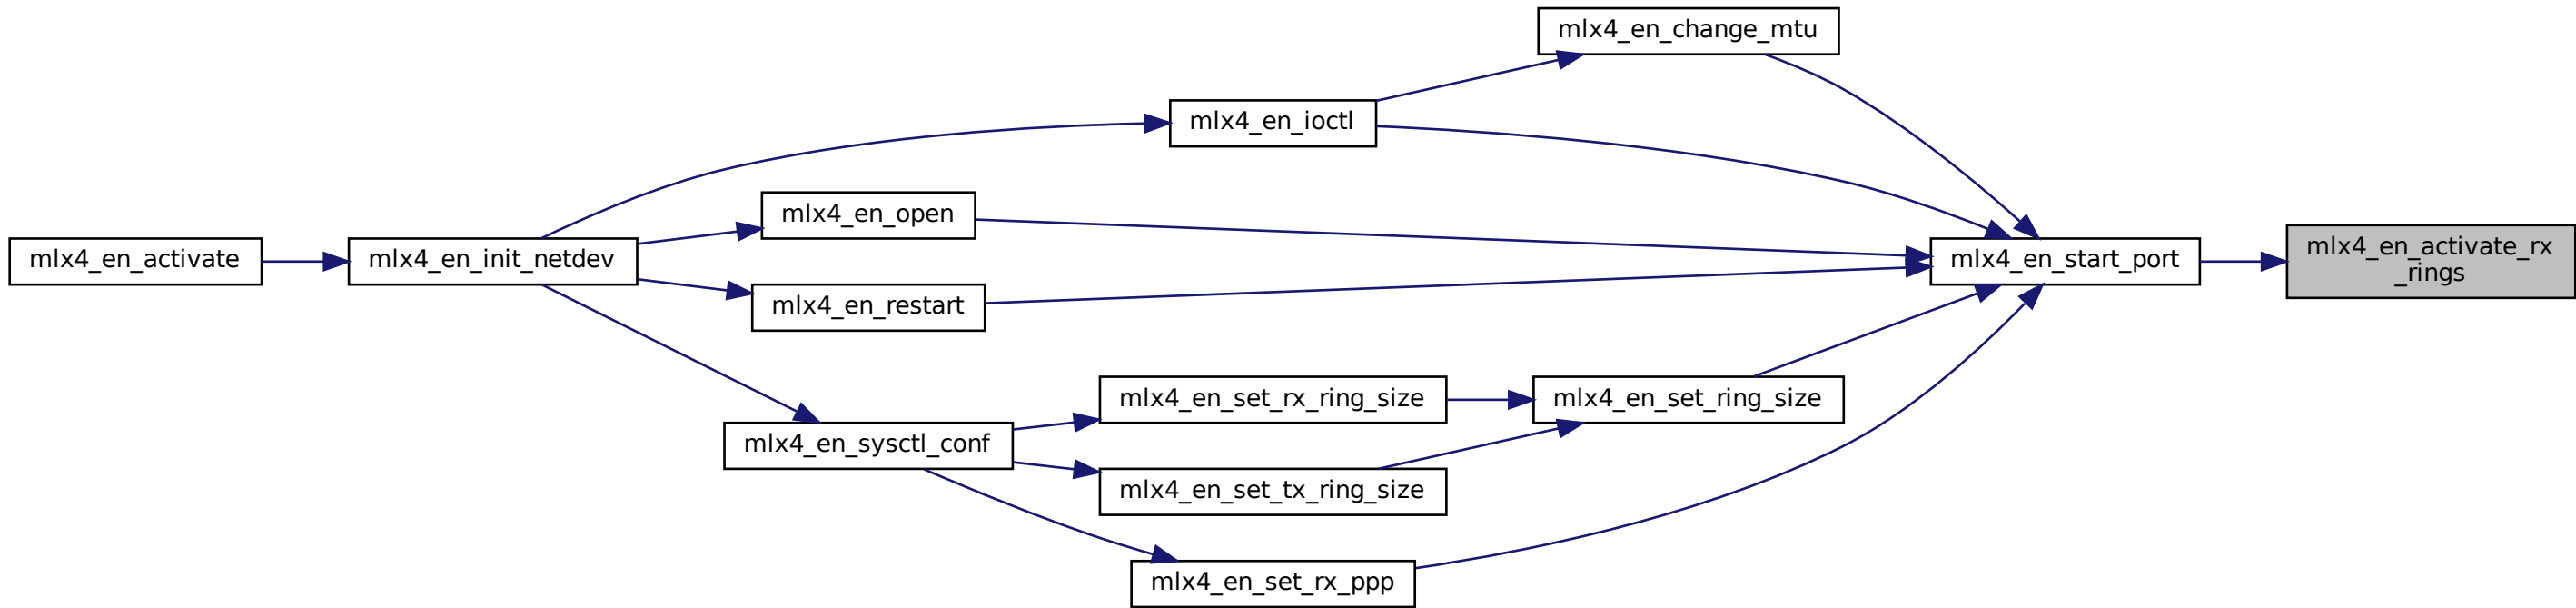 mlx4_en_change_mtu
mlx4_en_ioctl
mlx4_en_open
mlx4_en_activate
mlx4_en_init_netdev
mlx4_en_start_port
mlx4_en_activate_rx
_rings
mlx4_en_restart
mlx4_en_set_rx_ring_size
mlx4_en_set_ring_size
mlx4_en_sysctl_conf
mlx4_en_set_tx_ring_size
mlx4_en_set_rx_ppp